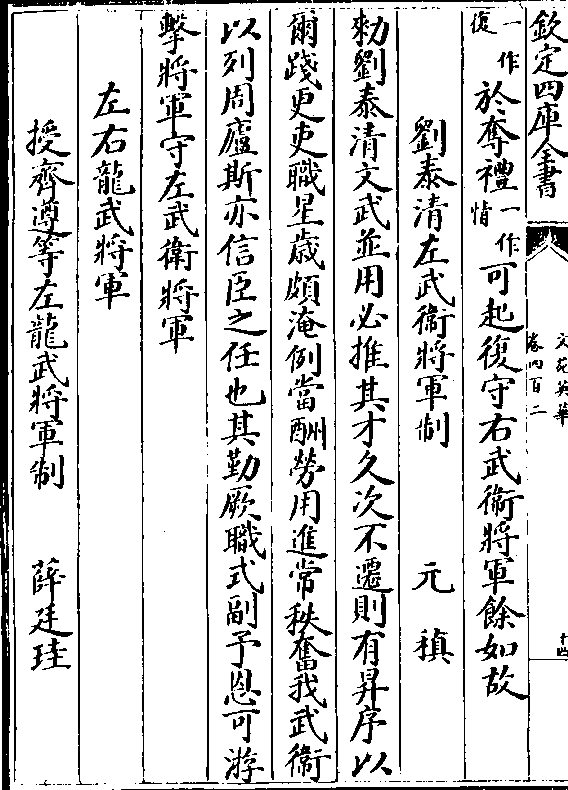 欽定四庫全書
文苑英華
卷四百二
十四
一作復於奪禮一作情可起復守右武衞將軍餘如故
劉泰清左武衞將軍制 元稹
勑劉泰清文武並用必推其才久次不遷則有昇序以
爾踐更吏職星歲頗淹例當酬勞用進常秩奮我武衞
以列周廬斯亦信臣之任也其勤厥職式副予恩可游
擊將軍守左武衞將軍
左右龍武將軍
授齊遵等左龍武將軍制 薛廷珪